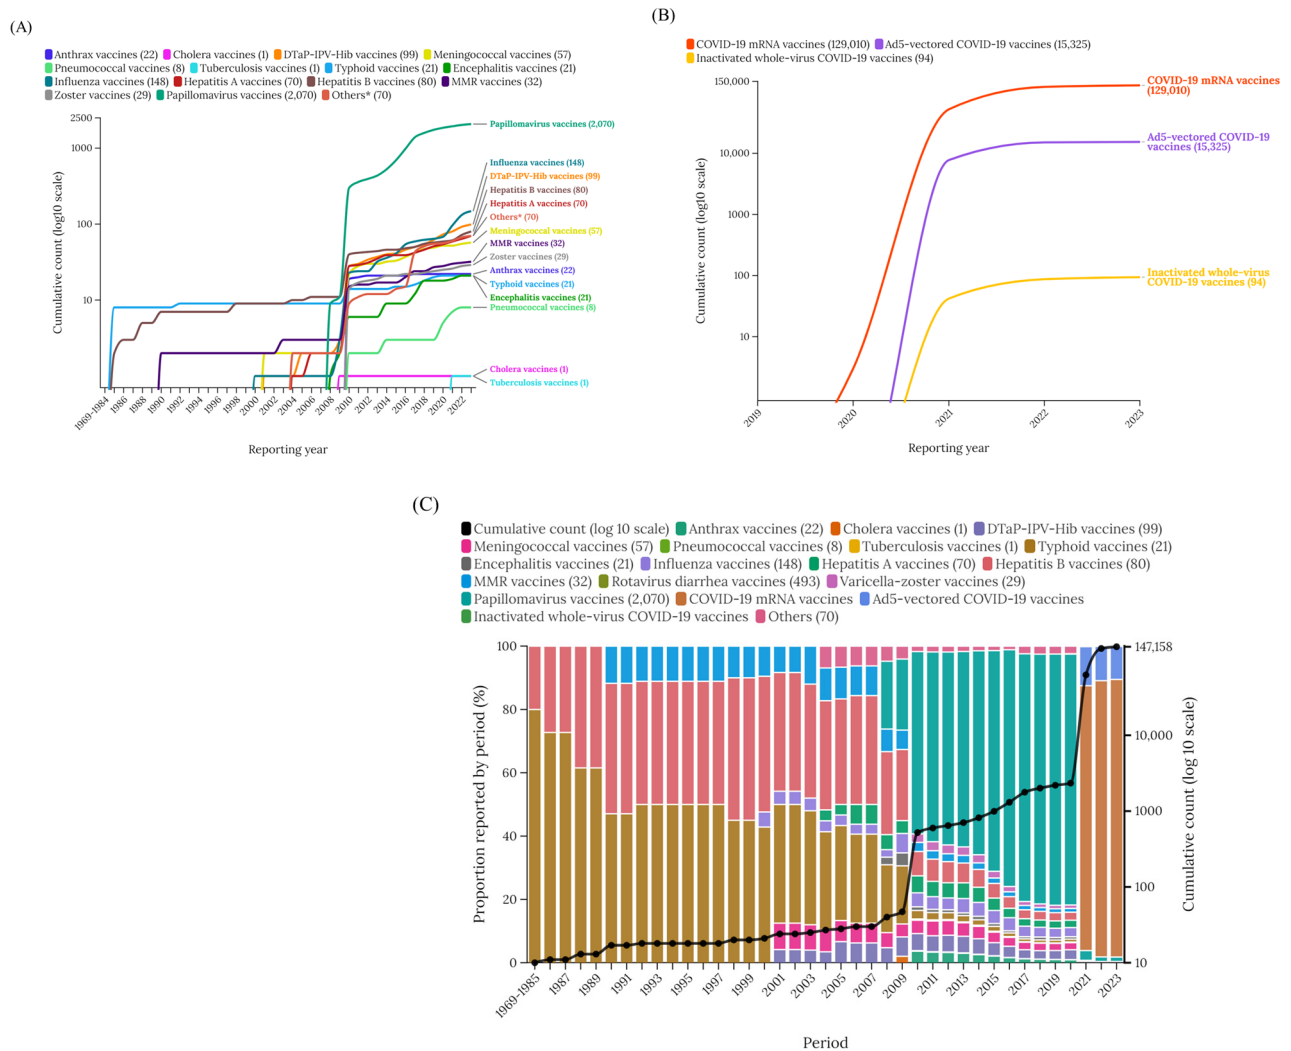 (A)
Anthrax vaccines (22) Cholera vaccines (1) DTaP-IPV-Hib vaccines (99) Meningococcal vaccines (57)
Pneumococcal vaccines (8) Tuberculosis vaccines (1) Typhoid vaccines (21) Encephalitis vaccines (21)
Influenza vaccines (148) Hepatitis A vaccines (70) Hepatitis B vaccines (80) MMR vaccines (32)
Zoster vaccines (29) Papillomavirus vaccines (2,070) Others* (70)
Cumulative count (log10 scale)
2500
1000
100
10
Papillomavirus vaccines (2,070)
Influenza vaccines (148)
DTaP-IPV-Hib vaccines (99)
Hepatitis B vaccines (80)
Hepatitis A vaccines (70)
Others* (70)
Meningococcal vaccines (57)
MMR vaccines (32)
Zoster vaccines (29)
Anthrax vaccines (22)
Typhoid vaccines (21)
Encephalitis vaccines (21)
Pneumococcal vaccines (8)
Cholera vaccines (1)
Tuberculosis vaccines (1)
1969-1984 1986 1988 1990 1992 1994 1996 1998 2000 2002 2004 2006 2008 2010 2012 2014 2016 2018 2020 2022
Reporting year
(B)
COVID-19 mRNA vaccines (129,010) Ad5-vectored COVID-19 vaccines (15,325)
Inactivated whole-virus COVID-19 vaccines (94)
Cumulative count (log10 scale)
150,000
10,000
1000
100
10
COVID-19 mRNA vaccines
(129,010)
Ad5-vectored COVID-19
vaccines (15,325)
Inactivated whole-virus
COVID-19 vaccines (94)
2019 2020 2021 2022 2023
Reporting year
(C)
Cumulative count (log 10 scale) Anthrax vaccines (22) Cholera vaccines (1) DTaP-IPV-Hib vaccines (99)
Meningococcal vaccines (57) Pneumococcal vaccines (8) Tuberculosis vaccines (1) Typhoid vaccines (21)
Encephalitis vaccines (21) Influenza vaccines (148) Hepatitis A vaccines (70) Hepatitis B vaccines (80)
MMR vaccines (32) Rotavirus diarrhea vaccines (493) Varicella-zoster vaccines (29)
Papillomavirus vaccines (2,070) COVID-19 mRNA vaccines Ad5-vectored COVID-19 vaccines
Inactivated whole-virus COVID-19 vaccines Others (70)
Proportion reported by period (%)
100
80
60
40
20
0
147,158
10,000
1000
100
10
Cumulative count (log 10 scale)
1969-1985 1987 1989 1991 1993 1995 1997 1999 2001 2003 2005 2007 2009 2011 2013 2015 2017 2019 2021 2023
Period